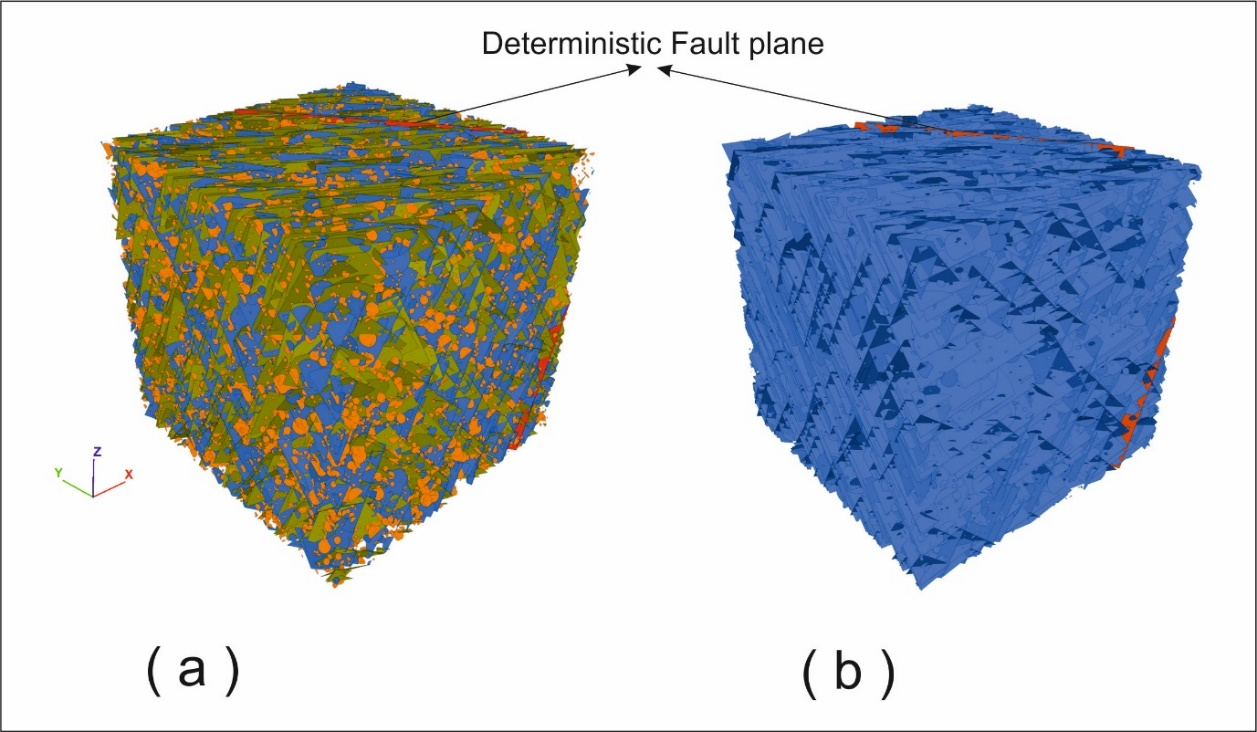 Deterministic Fault plane
Z
Y
X
( a )
( b )